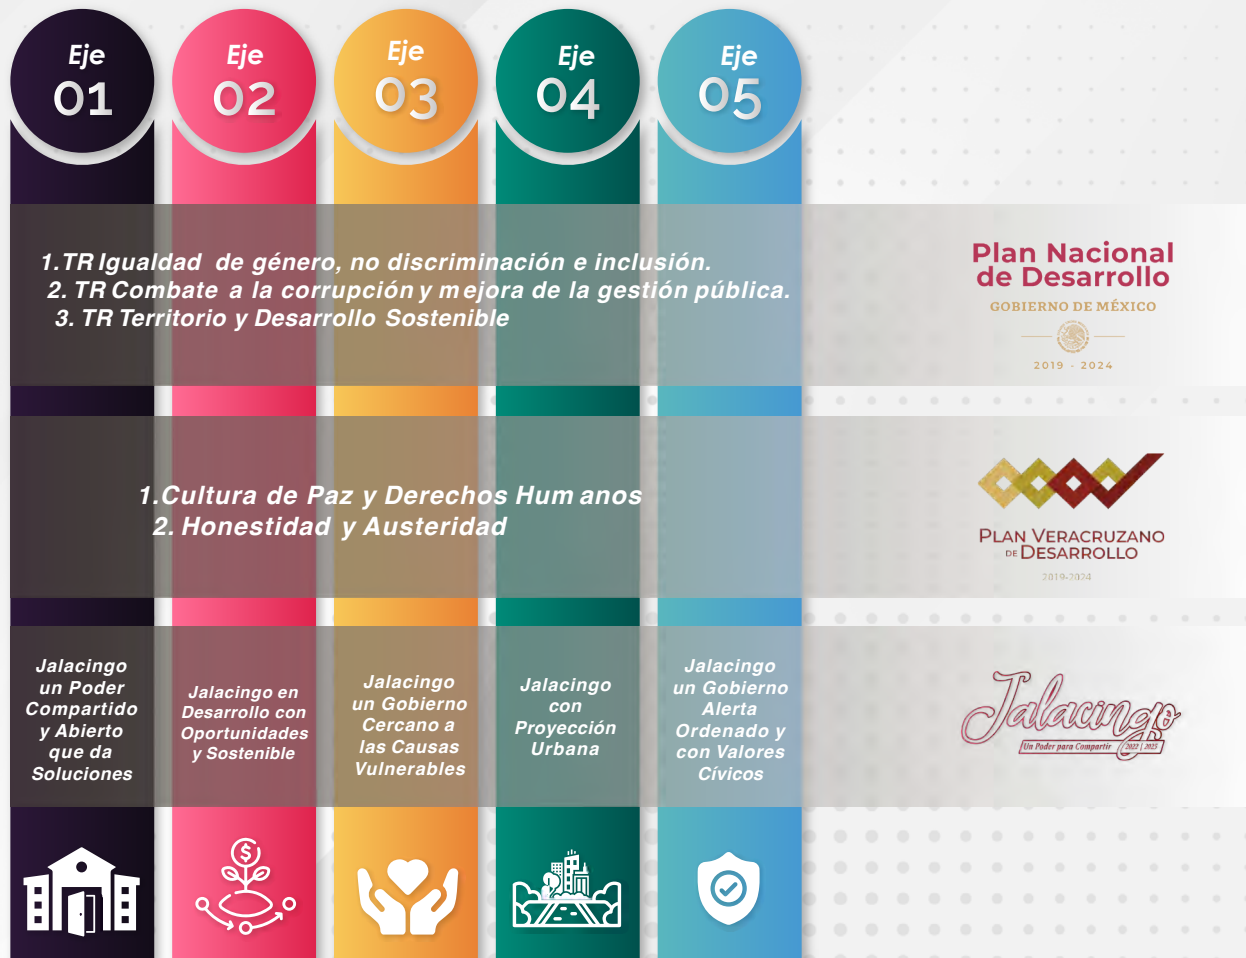 Eje
01
Eje
02
Eje
03
Eje
04
Eje
05
1.TR Igualdad de género, no discriminación e inclusión.
2. TR Combate a la corrupción y mejora de la gestión pública.
3. TR Territorio y Desarrollo Sostenible
Plan Nacional
de Desarrollo
GOBIERNO DE MÉXICO
2019 - 2024
1.Cultura de Paz y Derechos Humanos
2. Honestidad y Austeridad
PLAN VERACRUZANO
DE DESARROLLO
2019-2024
Jalacingo
un Poder
Compartido
y Abierto
que da
Soluciones
Jalacingo en
Desarrollo con
Oportunidades
y Sostenible
Jalacingo
un Gobierno
Cercano a
las Causas
Vulnerables
Jalacingo
con
Proyección
Urbana
Jalacingo
un Gobierno
Alerta
Ordenado y
con Valores
Cívicos
Jalacingo
Un Poder para Compartir 2022 | 2025
$